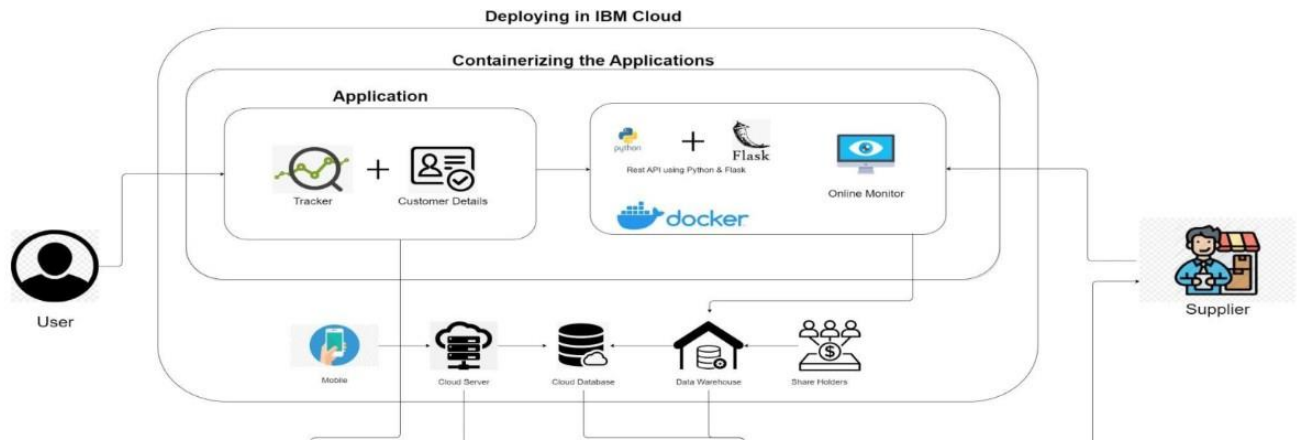 Deploying in IBM Cloud
Containerizing the Applications
Application
python
Flask
Rest API using Python & Flask
Tracker
Customer Details
Online Monitor
docker
User
Supplier
Mobile
Cloud Server
Cloud Database
Data Warehouse
Share Holders